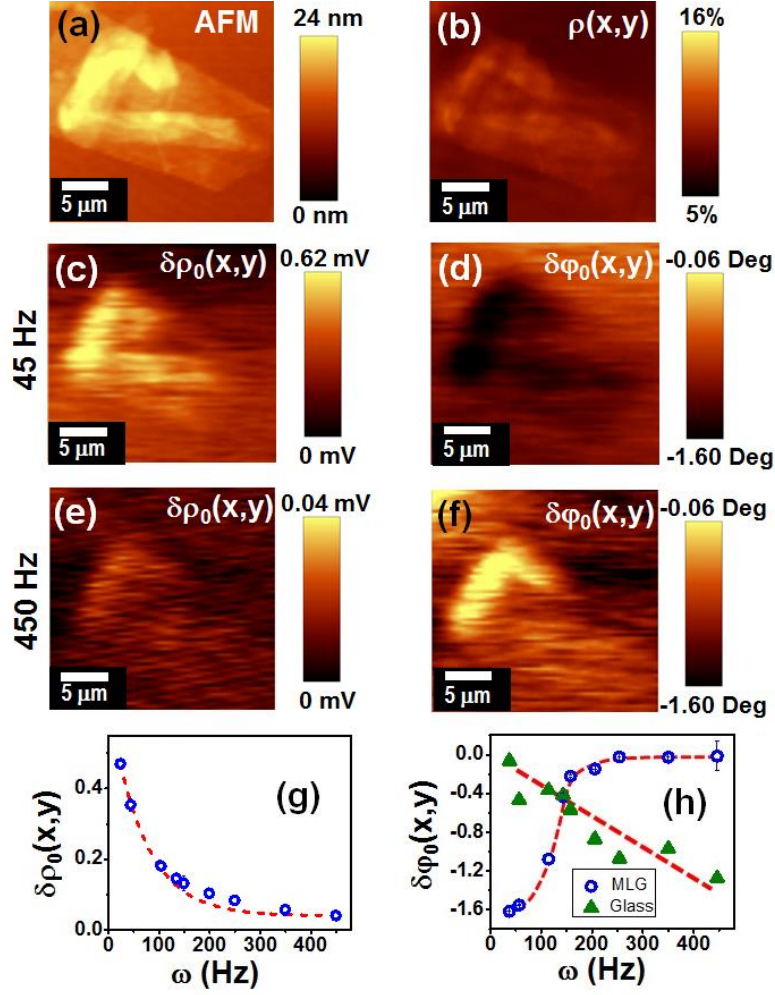 (a) AFM 24 nm
5 μm 0 nm
(b) ρ(x,y) 16%
5 μm 5%
45 Hz
(c) δρ₀(x,y) 0.62 mV
5 μm 0 mV
(d) δφ₀(x,y) -0.06 Deg
5 μm -1.60 Deg
450 Hz
(e) δρ₀(x,y) 0.04 mV
5 μm 0 mV
(f) δφ₀(x,y) -0.06 Deg
5 μm -1.60 Deg
(g)
δρ₀(x,y)
0.4
0.2
0.0
0 100 200 300 400
ω (Hz)
(h)
δφ₀(x,y)
0.0
-0.4
-0.8
-1.2
-1.6
MLG
Glass
0 100 200 300 400
ω (Hz)